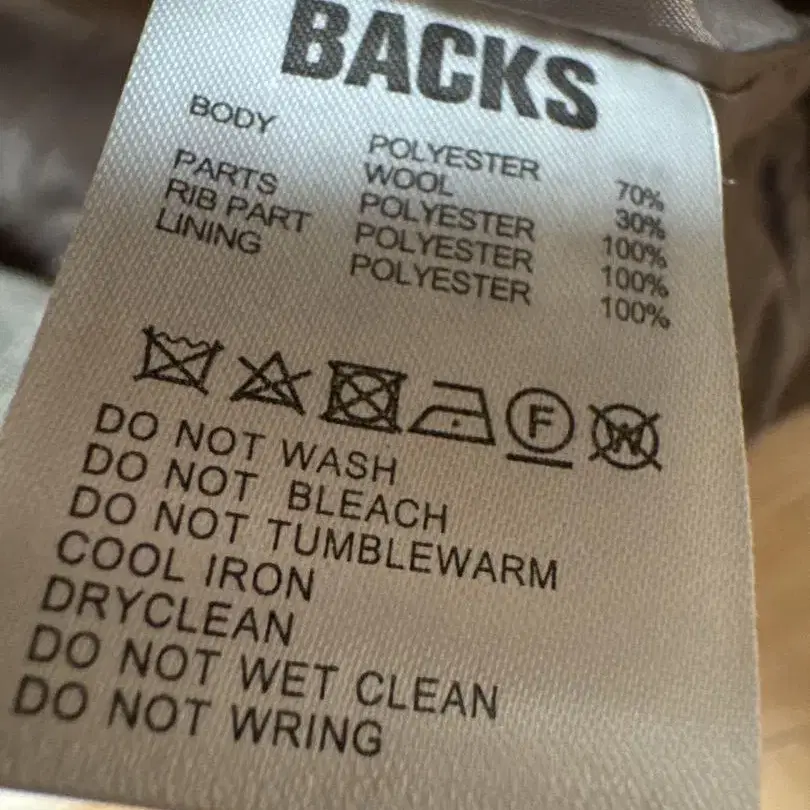 BACKS
BODY POLYESTER 70%
WOOL 30%
PARTS POLYESTER 100%
RIB PART POLYESTER 100%
LINING POLYESTER 100%
F W
DO NOT WASH
DO NOT BLEACH
DO NOT TUMBLEWARM
COOL IRON
DRYCLEAN
DO NOT WET CLEAN
DO NOT WRING